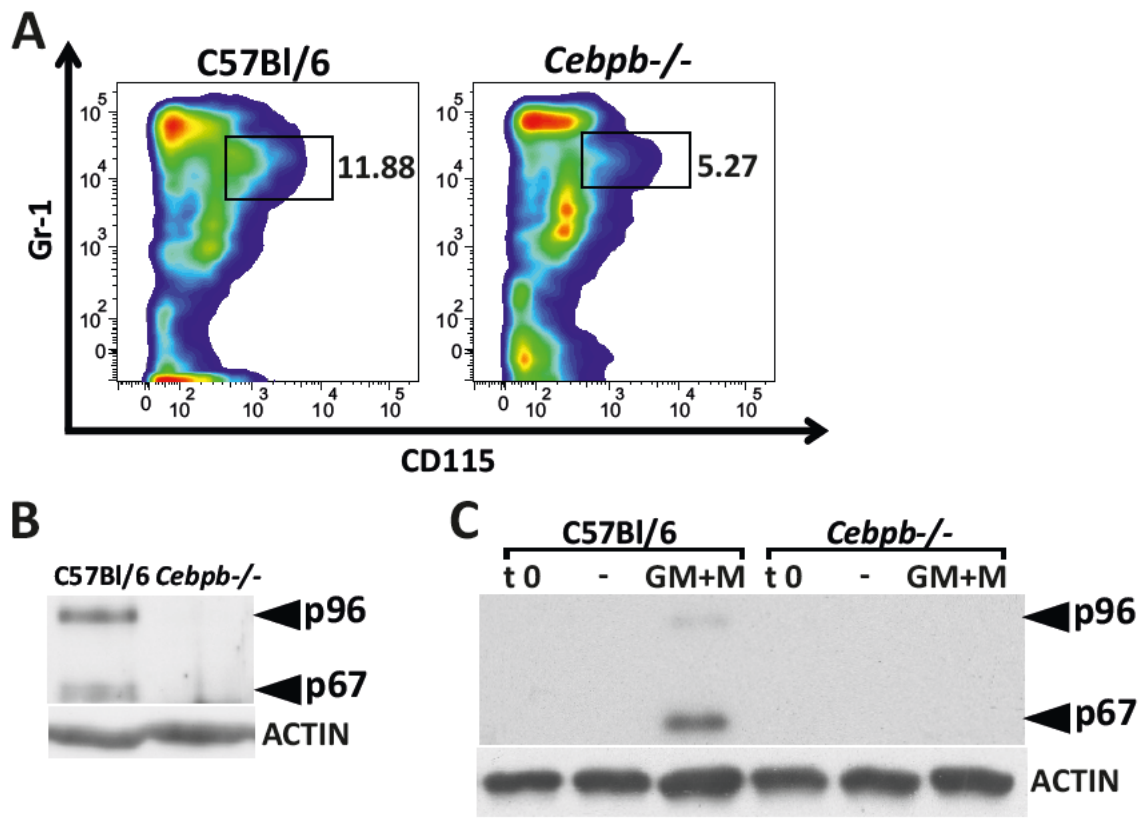 A
C57Bl/6 Cebpb-/-
10^5 10^5
11.88 5.27
10^4 10^4
Gr-1
10^3 10^3
10^2 10^2
0 0
0 10^2 10^3 10^4 10^5 0 10^2 10^3 10^4 10^5
CD115
B
C57Bl/6 Cebpb-/-
p96
p67
ACTIN
C
C57Bl/6 Cebpb-/-
t 0 - GM+M t 0 - GM+M
p96
p67
ACTIN